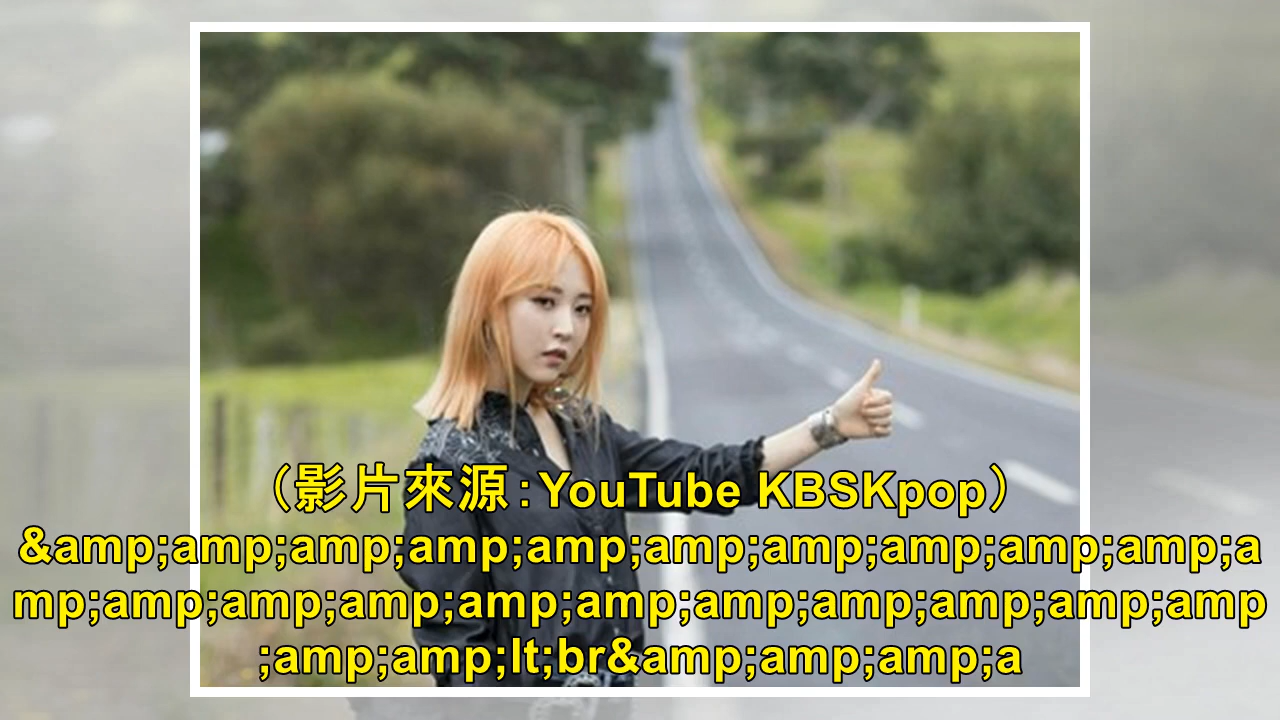 （影片來源：YouTube KBSKpop）
&amp;amp;amp;amp;amp;amp;amp;amp;amp;amp;a
mp;amp;amp;amp;amp;amp;amp;amp;amp;amp;amp
;amp;amp;lt;br&amp;amp;amp;a